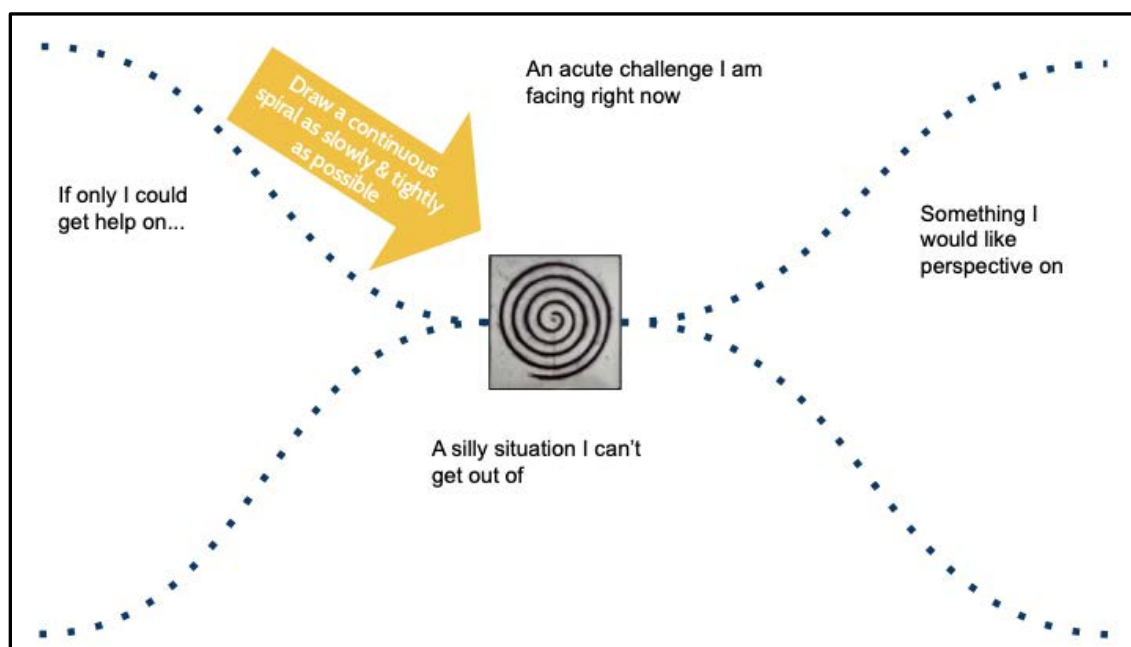 An acute challenge I am
facing right now
Draw a continuous
spiral as slowly & tightly
as possible
If only I could
get help on...
Something I
would like
perspective on
A silly situation I can't
get out of